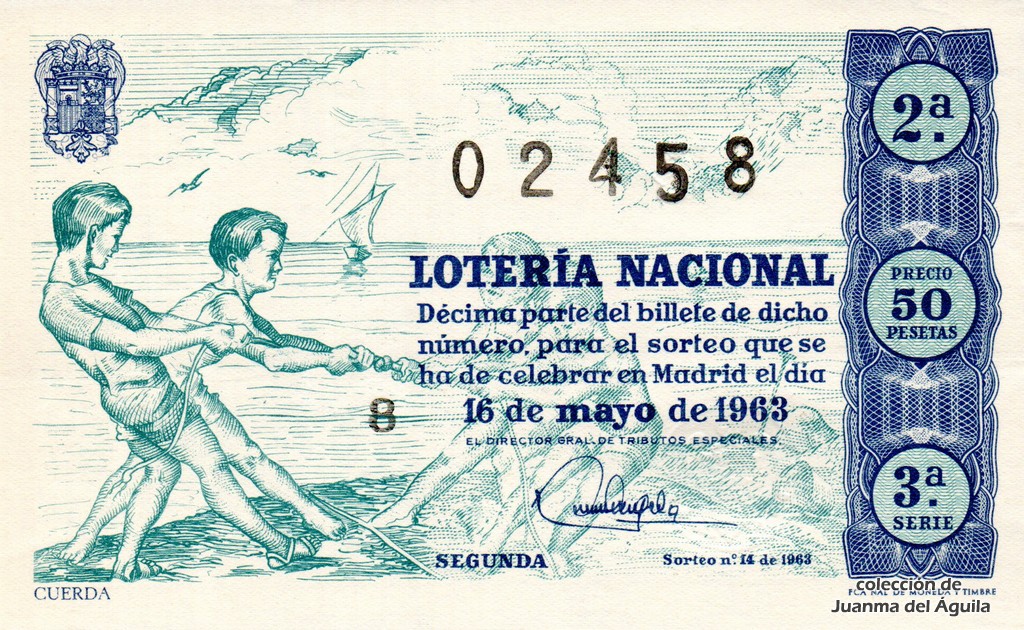 02458
LOTERÍA NACIONAL
Décima parte del billete de dicho
número, para el sorteo que se
ha de celebrar en Madrid el día
16 de mayo de 1963
8
EL DIRECTOR GRAL. DE TRIBUTOS ESPECIALES,
SEGUNDA
Sorteo nº. 14 de 1963
CUERDA
2.ª
PRECIO
50
PESETAS
3.ª
SERIE
FCA. NAL. DE MONEDA Y TIMBRE
colección de
Juanma del Águila